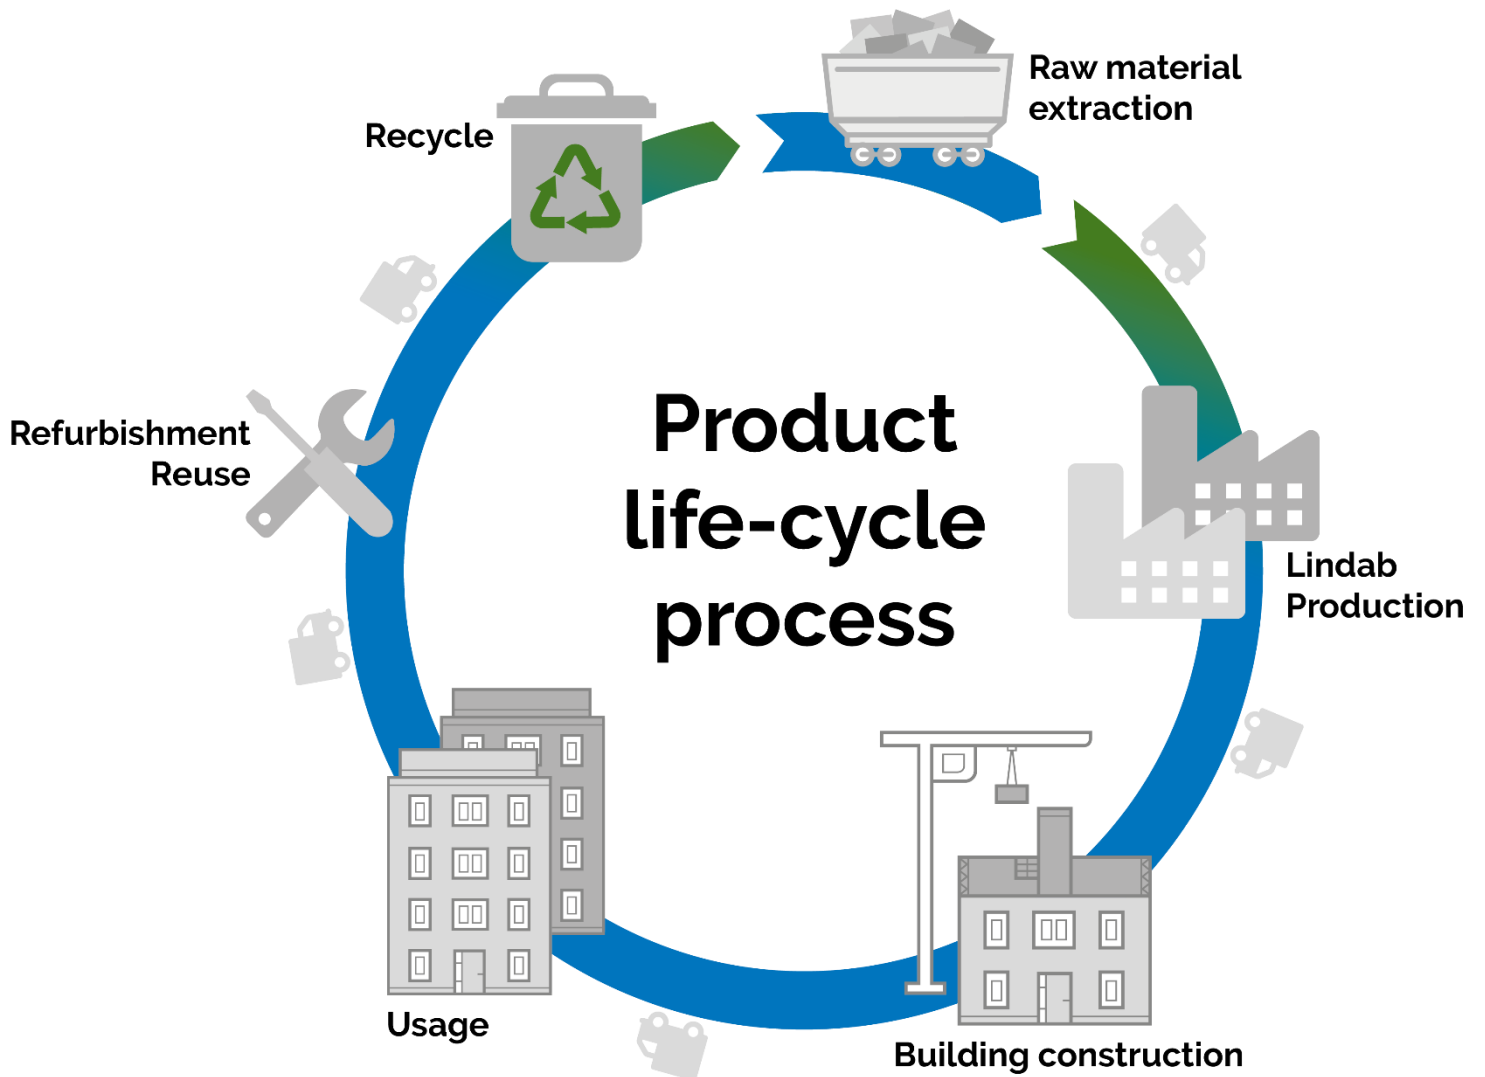 Product
life-cycle
process
Raw material
extraction
Lindab
Production
Building construction
Usage
Refurbishment
Reuse
Recycle